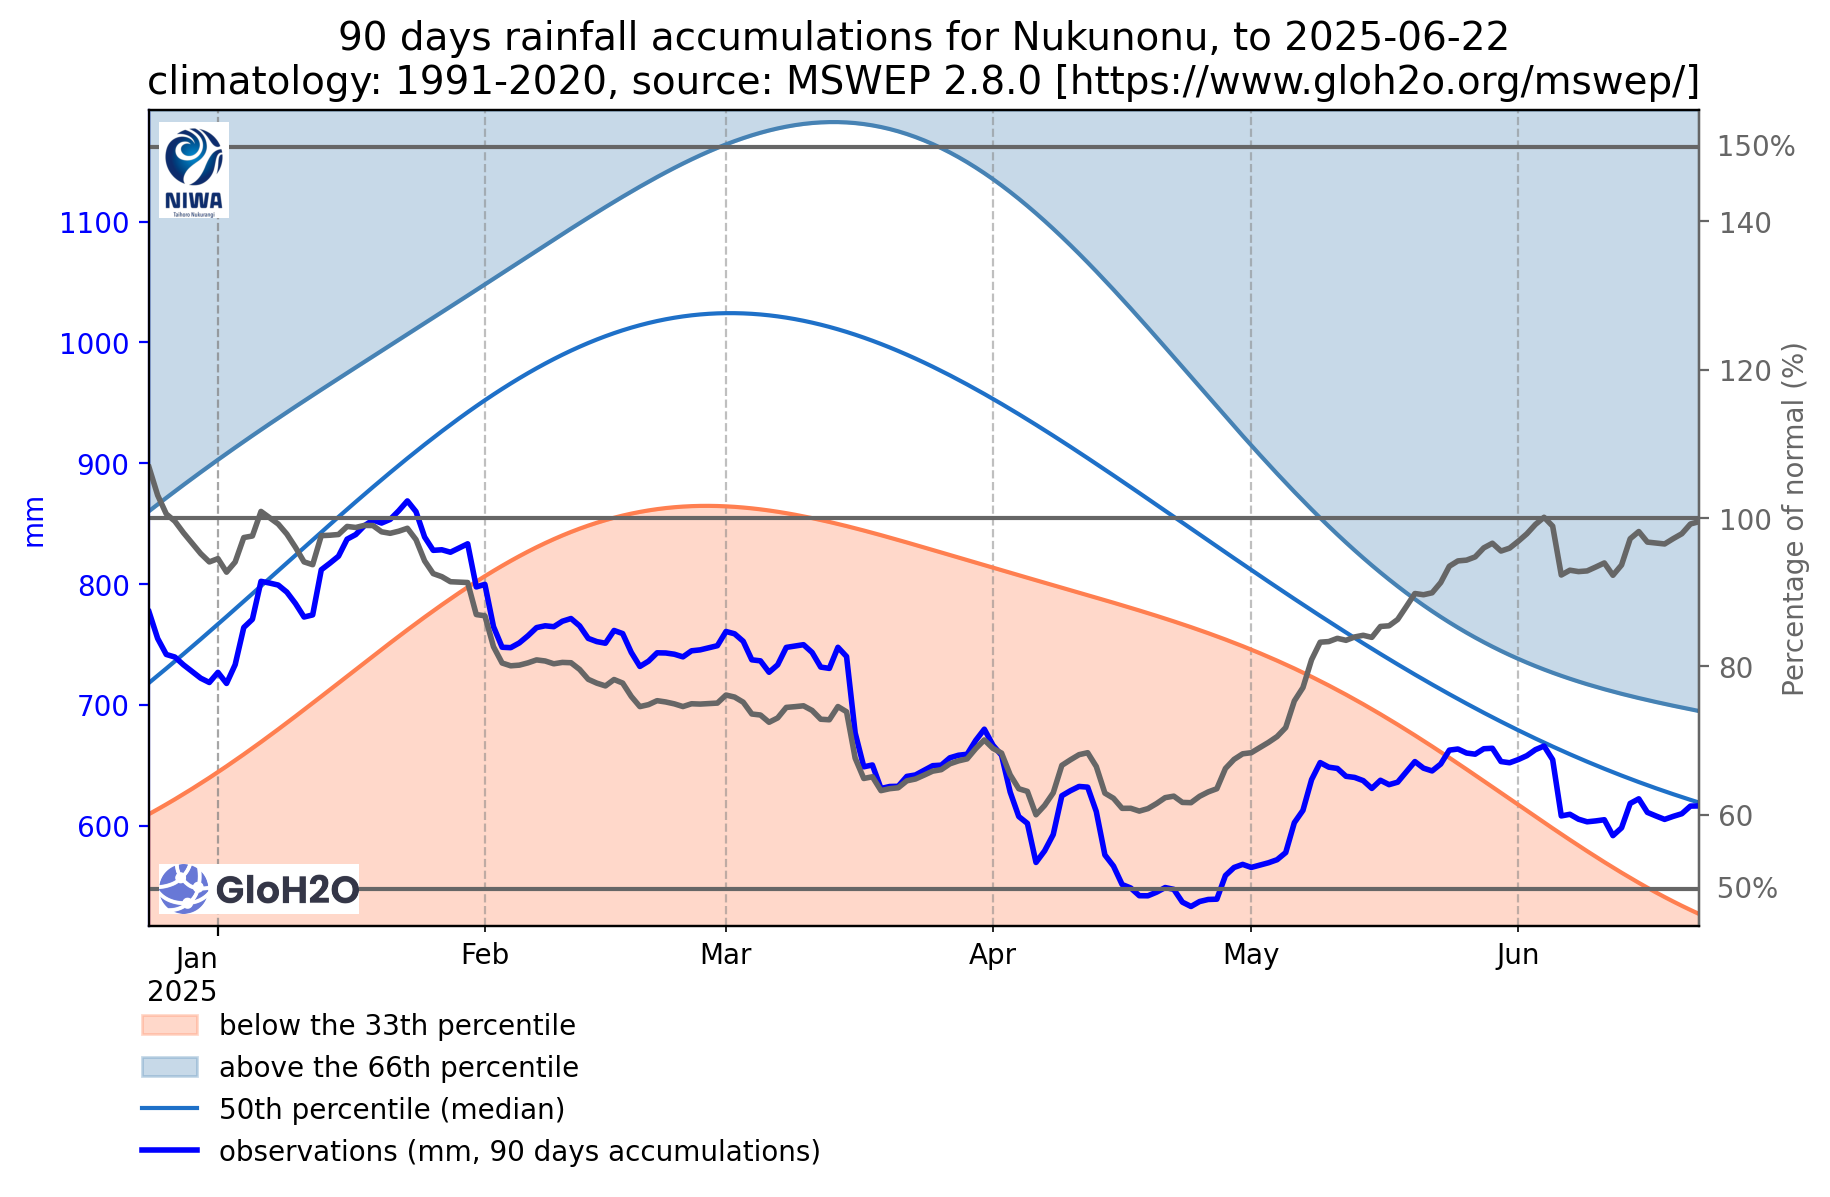 90 days rainfall accumulations for Nukunonu, to 2025-06-22
climatology: 1991-2020, source: MSWEP 2.8.0 [https://www.gloh2o.org/mswep/]
NIWA
Taihoro Nukurangi
150%
1100
140
1000
120
900
mm
100
Percentage of normal (%)
800
80
700
600
60
GloH2O
50%
Jan
2025
Feb
Mar
Apr
May
Jun
below the 33th percentile
above the 66th percentile
50th percentile (median)
observations (mm, 90 days accumulations)